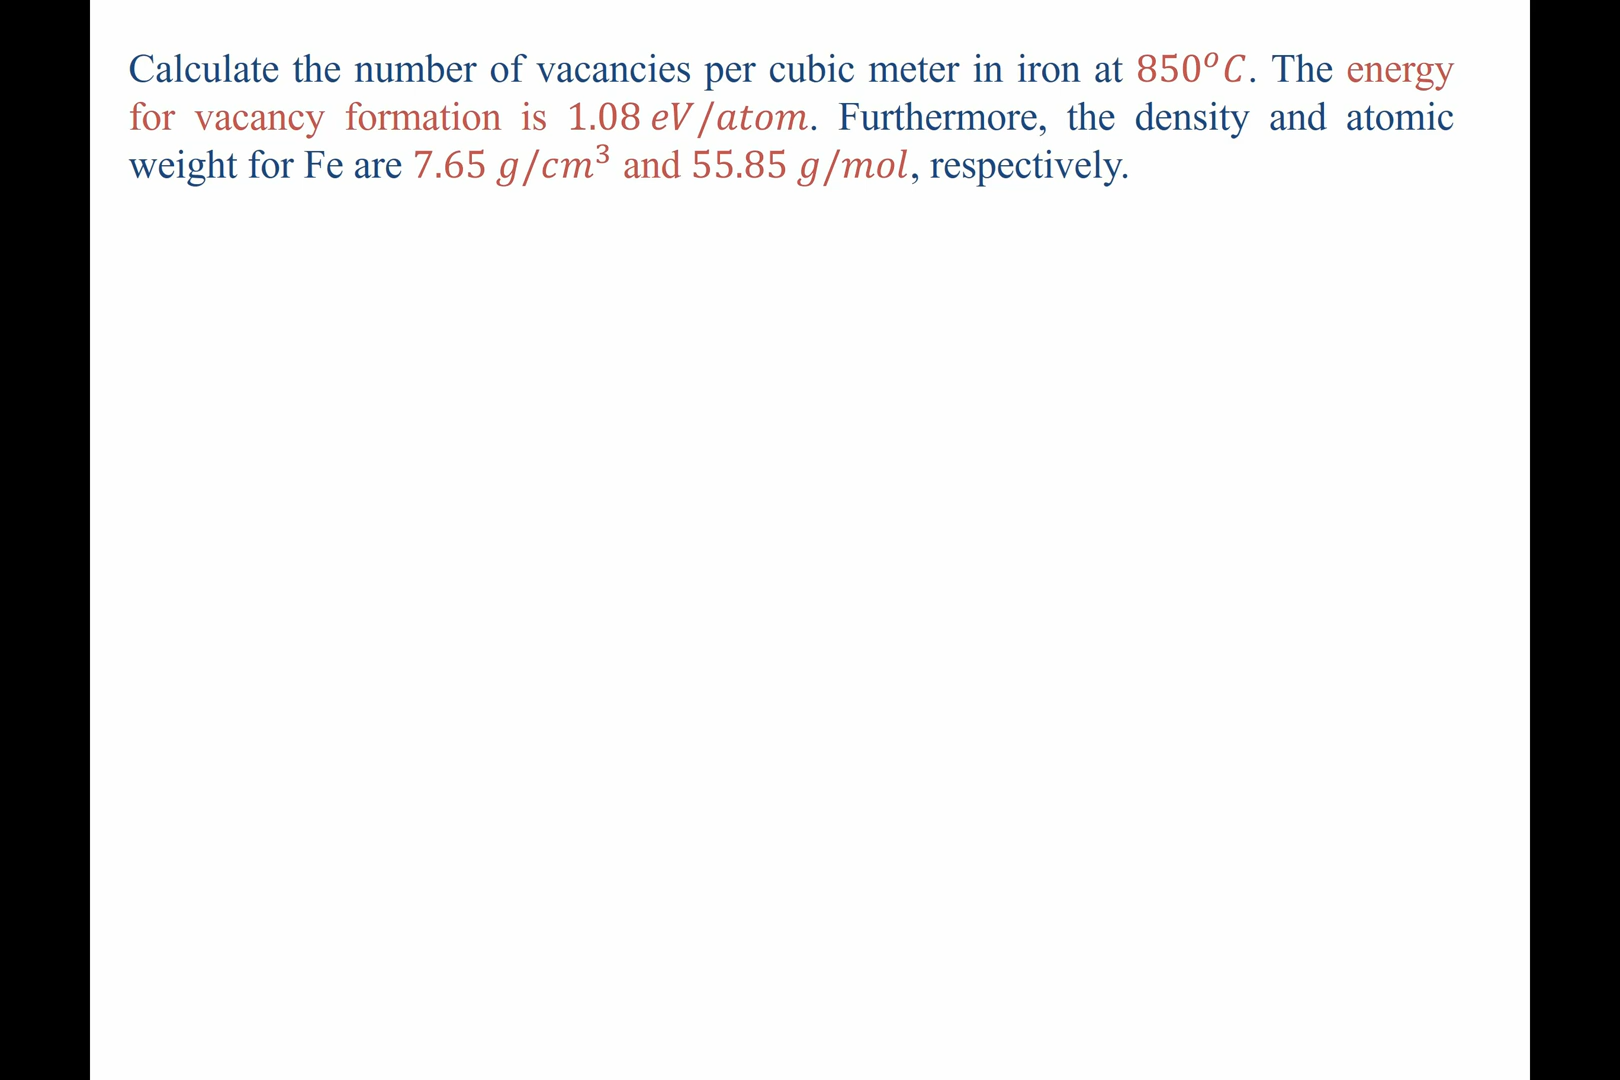 Calculate the number of vacancies per cubic meter in iron at 850°C. The energy
for vacancy formation is 1.08 eV/atom. Furthermore, the density and atomic
weight for Fe are 7.65 g/cm³ and 55.85 g/mol, respectively.